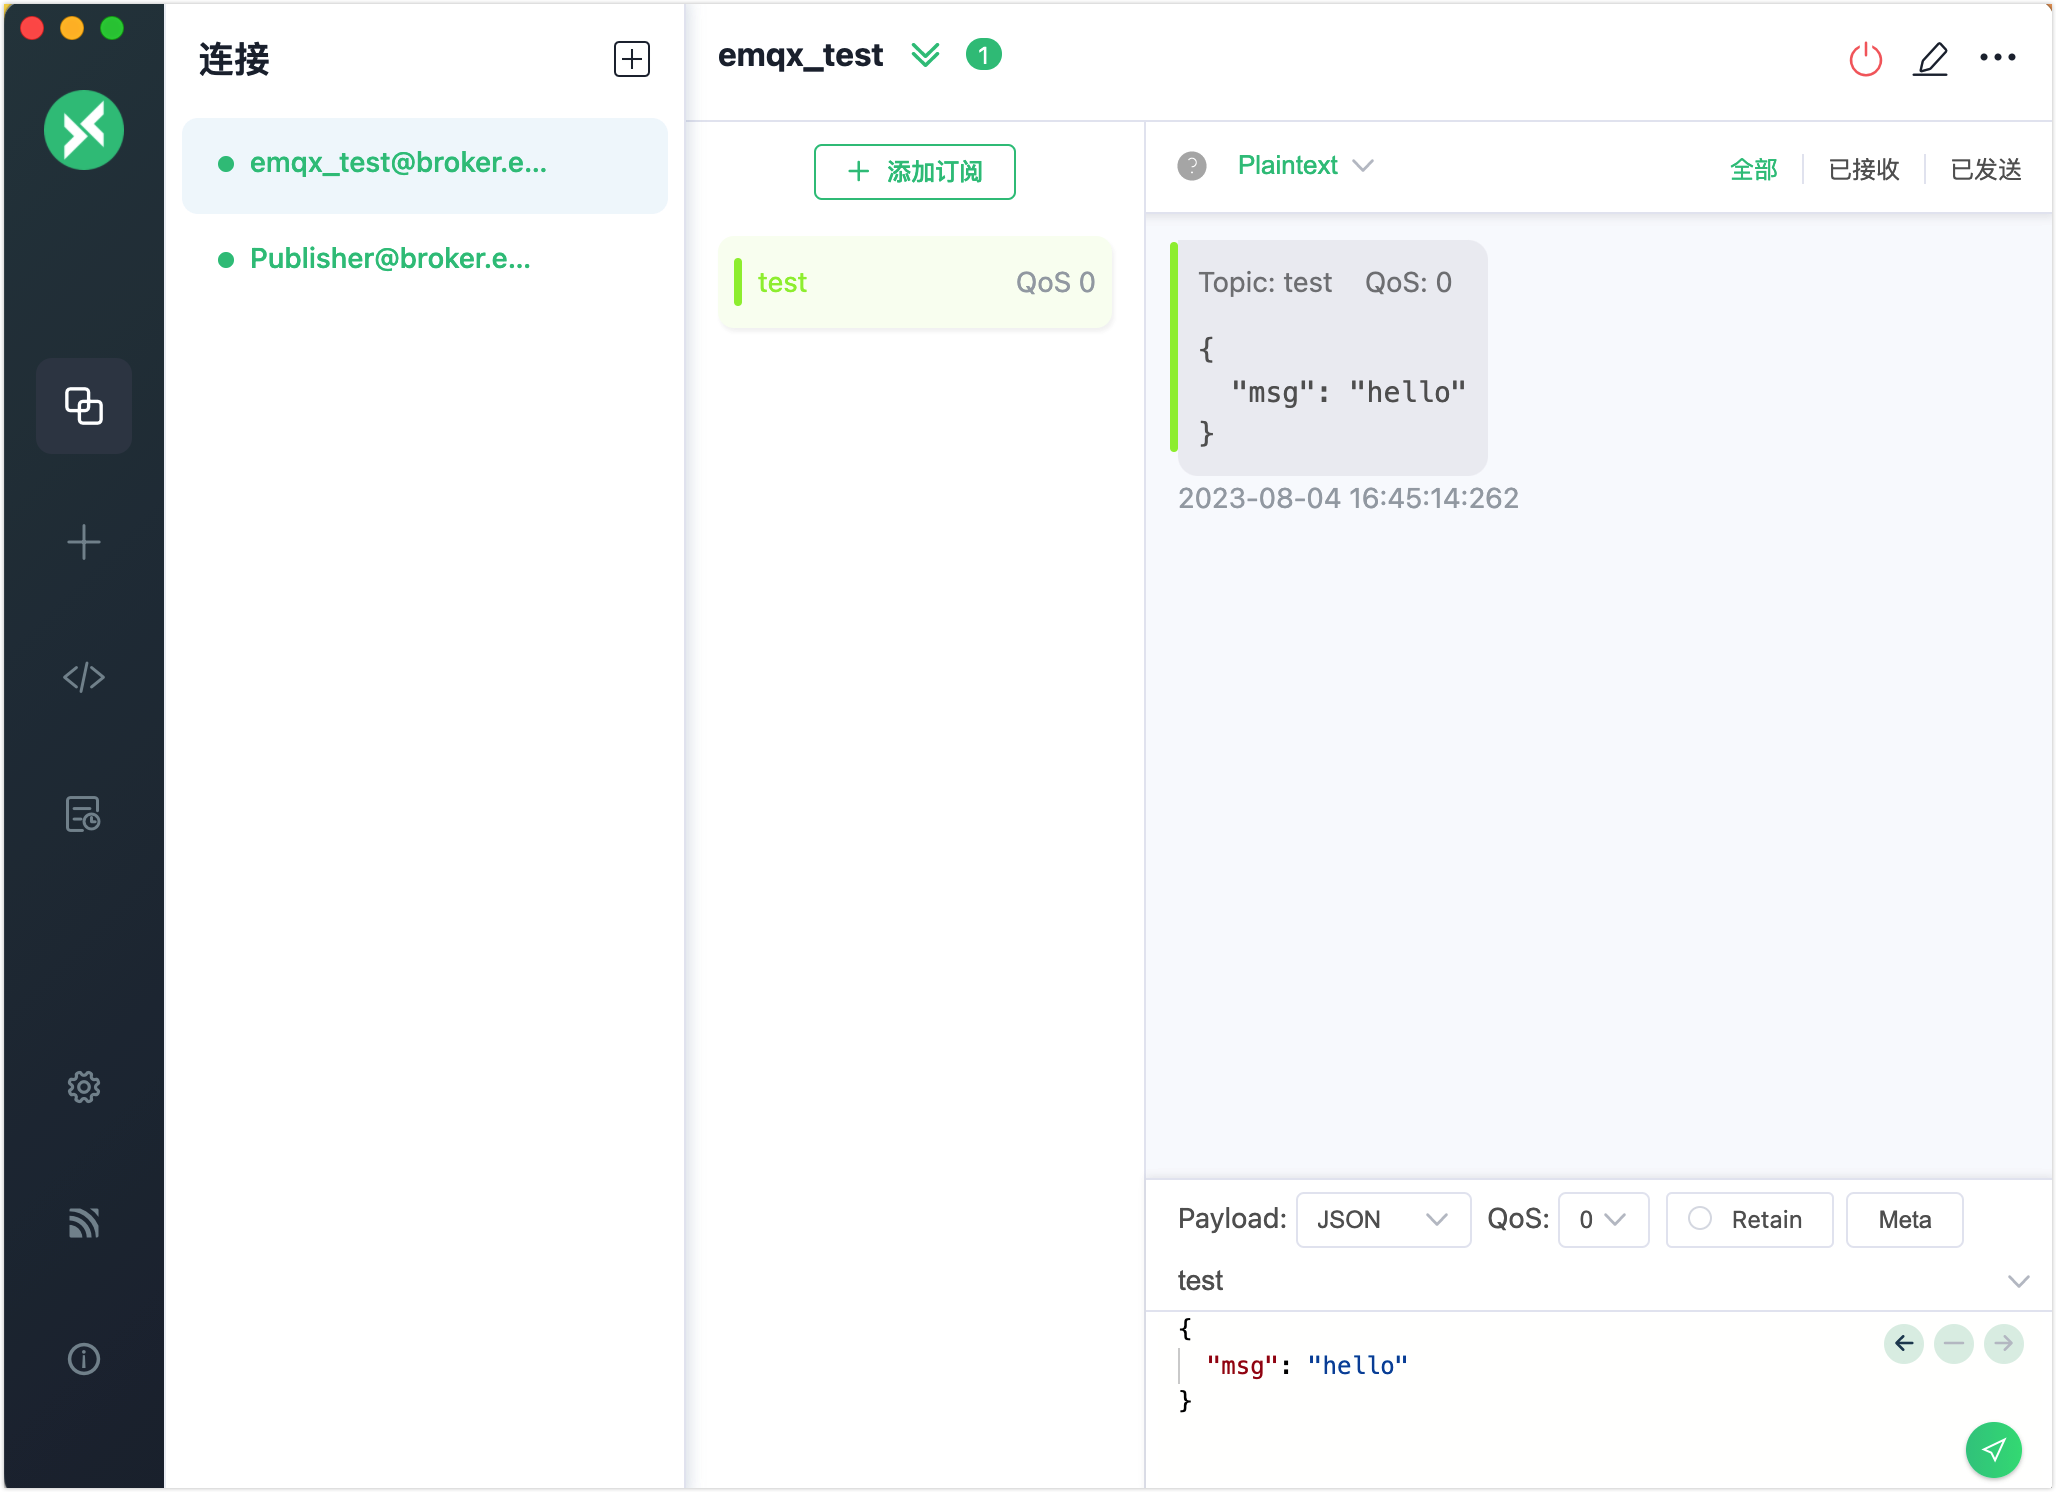 连接
emqx_test@broker.e...
Publisher@broker.e...
emqx_test 1
添加订阅
test QoS 0
Plaintext 全部 已接收 已发送
Topic: test QoS: 0
{
"msg": "hello"
}
2023-08-04 16:45:14:262
Payload: JSON QoS: 0 Retain Meta
test
{
"msg": "hello"
}